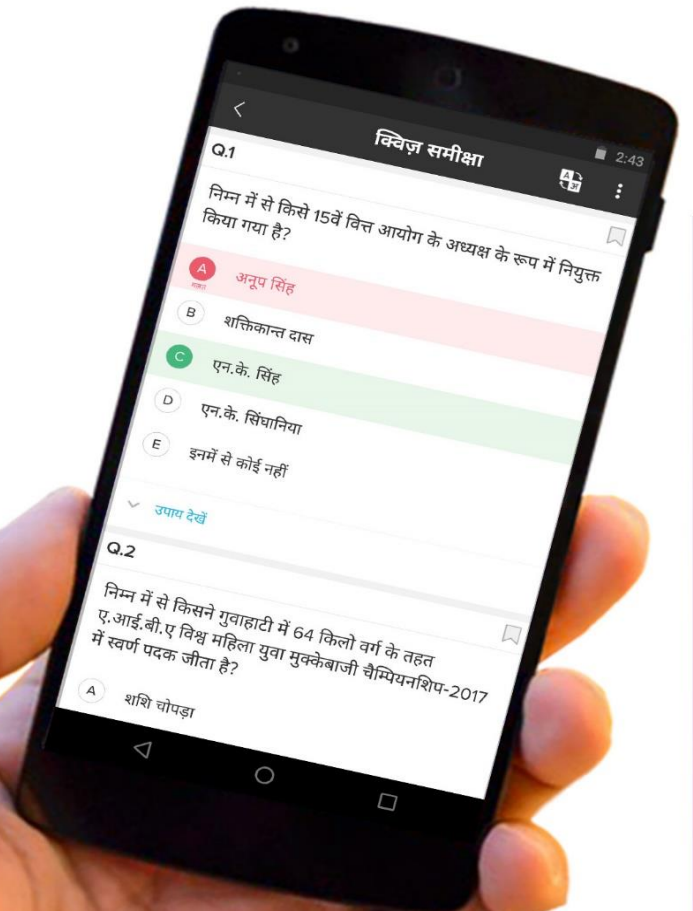 2:43
क्विज़ समीक्षा
Q.1
निम्न में से किसे 15वें वित्त आयोग के अध्यक्ष के रूप में नियुक्त
किया गया है?
A अनूप सिंह
B शक्तिकान्त दास
C एन.के. सिंह
D एन.के. सिंघानिया
E इनमें से कोई नहीं
उपाय देखें
Q.2
निम्न में से किसने गुवाहाटी में 64 किलो वर्ग के तहत
ए.आई.बी.ए विश्व महिला युवा मुक्केबाजी चैम्पियनशिप-2017
में स्वर्ण पदक जीता है?
A शशि चोपड़ा